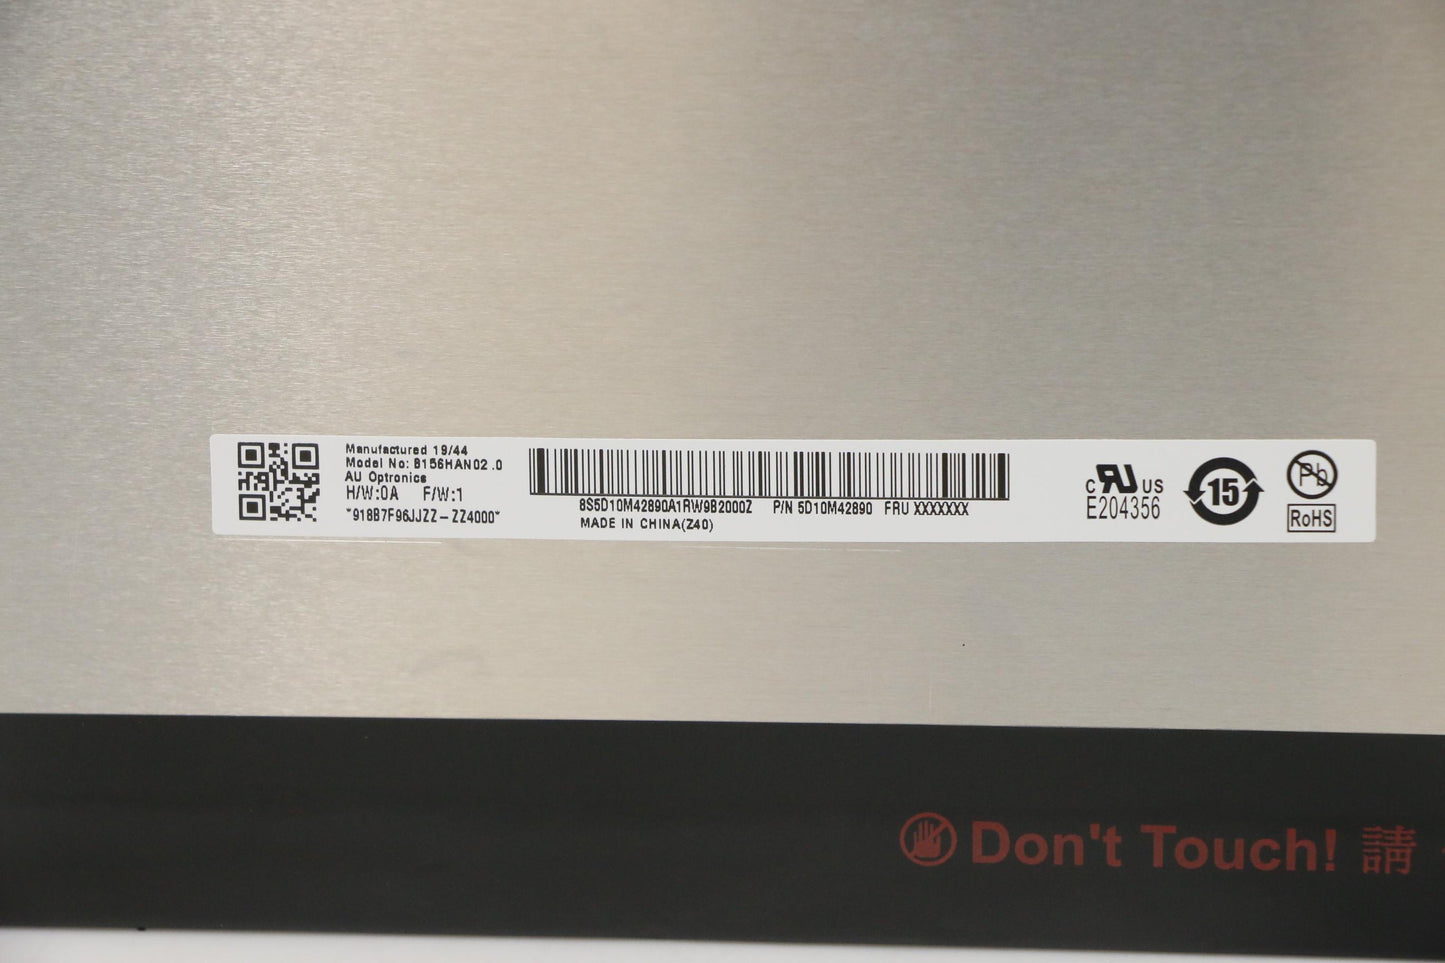 Manufactured 19/44
Model No: B156HAN02.0
AU Optronics
H/W:0A F/W:1
*918B7F96JJZZ-ZZ4000*
8S5D10M42890A1RW9B2000Z P/N 5D10M42890 FRU XXXXXXX
MADE IN CHINA(Z40)
C US
E204356
15
Pb
RoHS
Don't Touch! 請